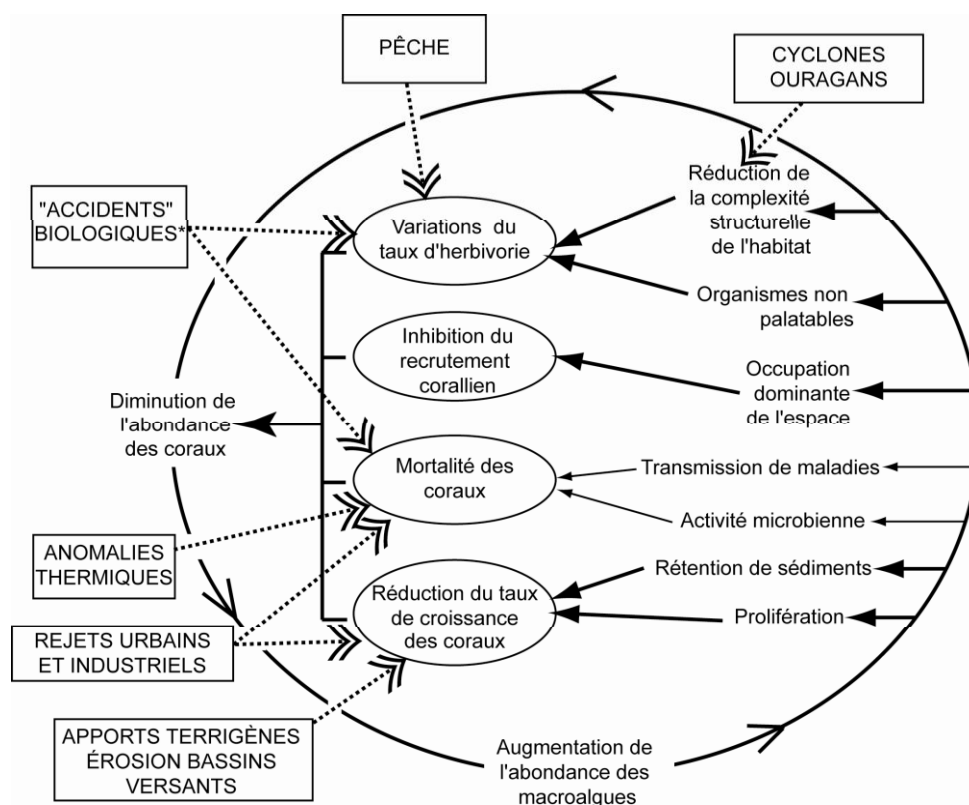 PÊCHE
CYCLONES
OURAGANS
"ACCIDENTS"
BIOLOGIQUES*
Variations du
taux d'herbivorie
Réduction de
la complexité
structurelle
de l'habitat
Organismes non
palatables
Inhibition du
recrutement
corallien
Occupation
dominante
de l'espace
Diminution de
l'abondance
des coraux
Mortalité des
coraux
Transmission de maladies
Activité microbienne
ANOMALIES
THERMIQUES
Réduction du taux
de croissance
des coraux
Rétention de sédiments
Prolifération
REJETS URBAINS
ET INDUSTRIELS
APPORTS TERRIGÈNES
ÉROSION BASSINS
VERSANTS
Augmentation de
l'abondance des
macroalgues